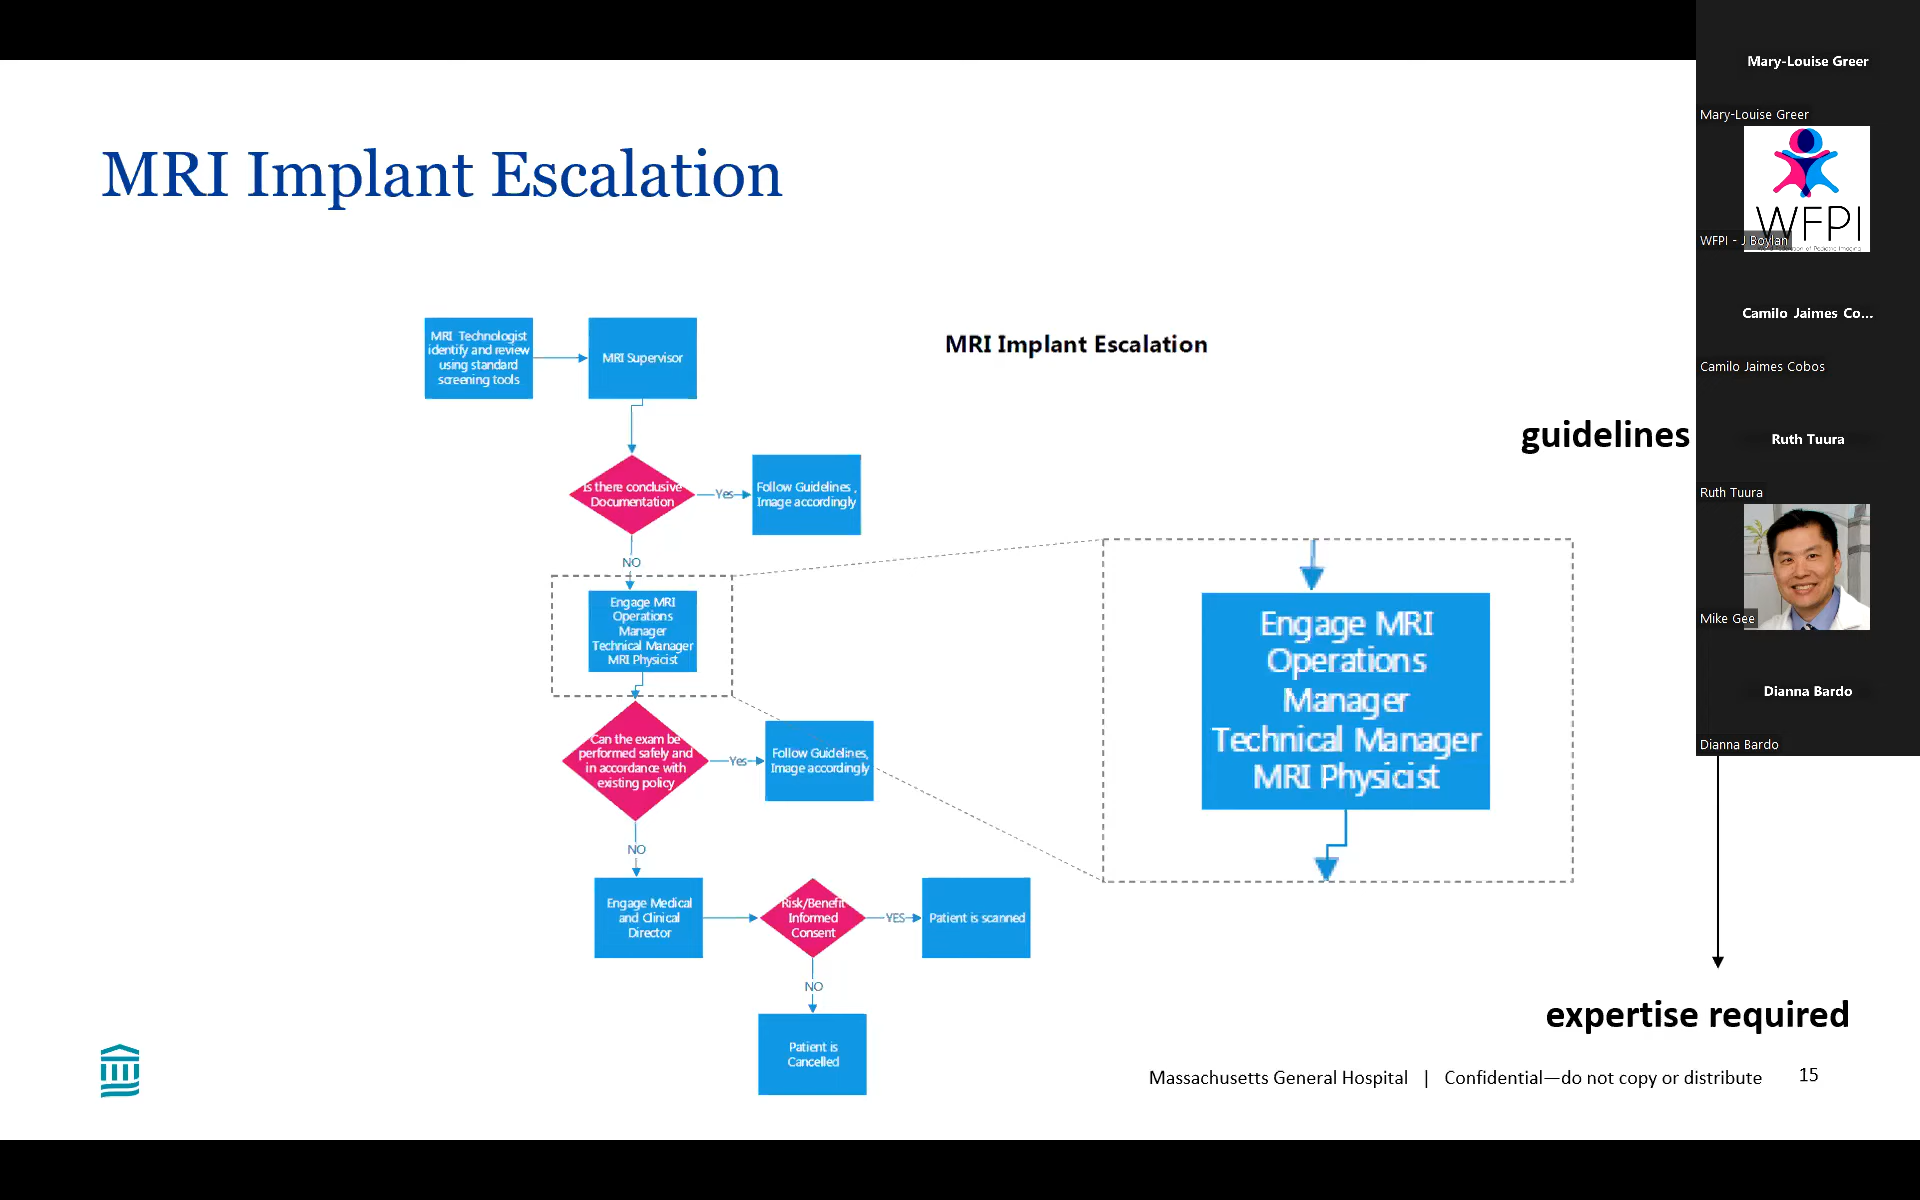 MRI Implant Escalation
MRI Technologist
identify and review
using standard
screening tools
MRI Supervisor
MRI Implant Escalation
guidelines
Is there conclusive
Documentation
Yes
Follow Guidelines,
Image accordingly
NO
Engage MRI
Operations
Manager
Technical Manager
MRI Physicist
Engage MRI
Operations
Manager
Technical Manager
MRI Physicist
Can the exam be
performed safely and
in accordance with
existing policy
Yes
Follow Guidelines,
Image accordingly
NO
Engage Medical
and Clinical
Director
Risk/Benefit
Informed
Consent
YES
Patient is scanned
NO
Patient is
Cancelled
expertise required
Massachusetts General Hospital | Confidential—do not copy or distribute 15
Mary-Louise Greer
Mary-Louise Greer
WFPI
WFPI - J Boylan
Camilo Jaimes Co...
Camilo Jaimes Cobos
Ruth Tuura
Ruth Tuura
Mike Gee
Dianna Bardo
Dianna Bardo